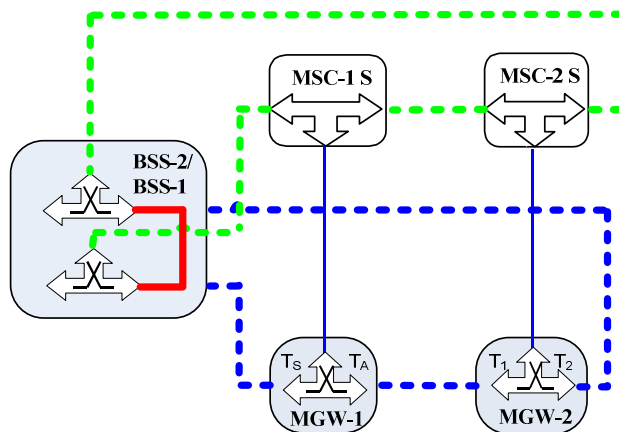 MSC-1 S
MSC-2 S
BSS-2/
BSS-1
TS
TA
MGW-1
T1
T2
MGW-2